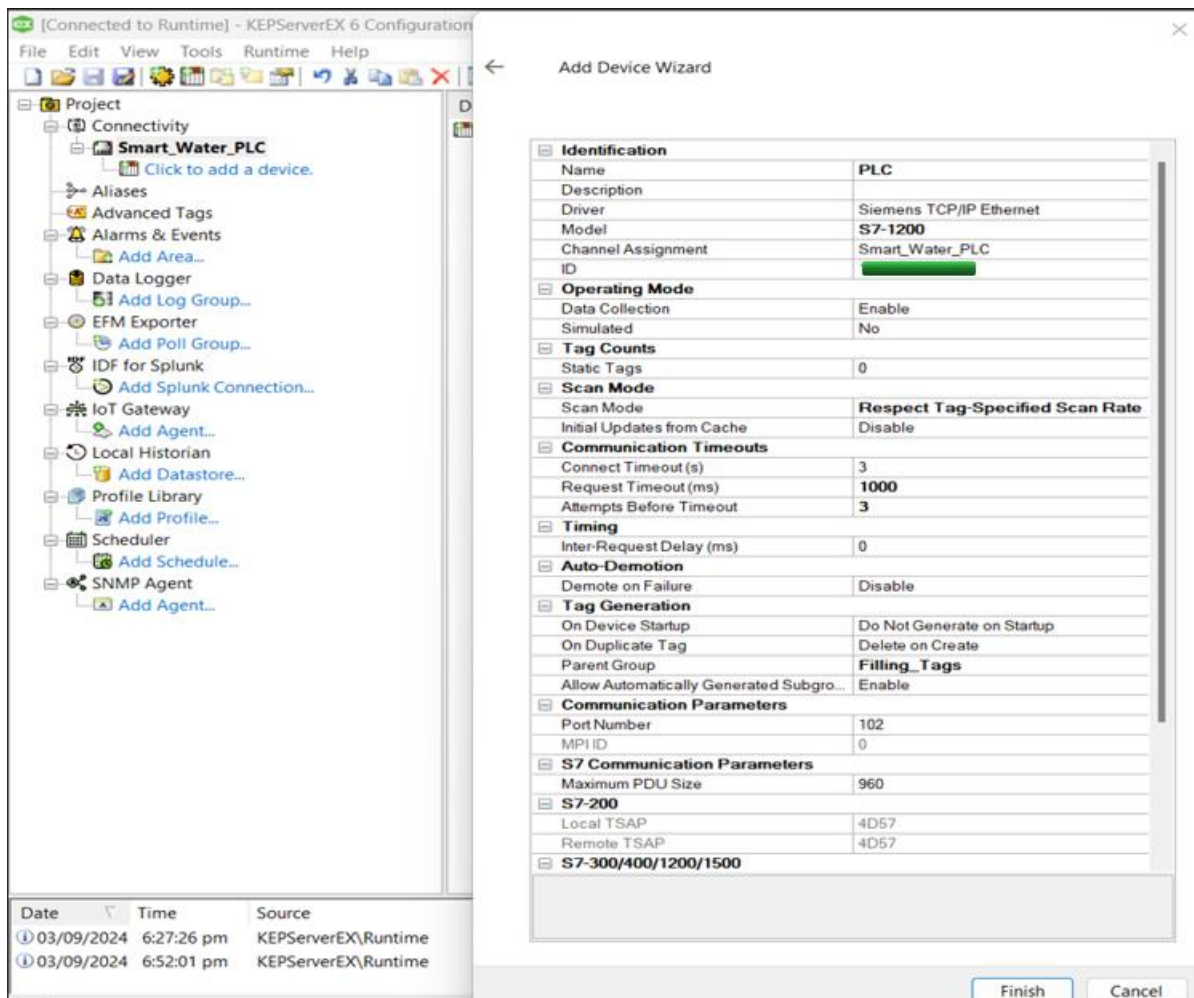 [Connected to Runtime] - KEPServerEX 6 Configuration
File Edit View Tools Runtime Help
Project
Connectivity
Smart_Water_PLC
Click to add a device.
Aliases
Advanced Tags
Alarms & Events
Add Area...
Data Logger
Add Log Group...
EFM Exporter
Add Poll Group...
IDF for Splunk
Add Splunk Connection...
IoT Gateway
Add Agent...
Local Historian
Add Datastore...
Profile Library
Add Profile...
Scheduler
Add Schedule...
SNMP Agent
Add Agent...
D
Date Time Source
03/09/2024 6:27:26 pm KEPServerEX\Runtime
03/09/2024 6:52:01 pm KEPServerEX\Runtime
Add Device Wizard
Identification
Name PLC
Description
Driver Siemens TCP/IP Ethernet
Model S7-1200
Channel Assignment Smart_Water_PLC
ID
Operating Mode
Data Collection Enable
Simulated No
Tag Counts
Static Tags 0
Scan Mode
Scan Mode Respect Tag-Specified Scan Rate
Initial Updates from Cache Disable
Communication Timeouts
Connect Timeout (s) 3
Request Timeout (ms) 1000
Attempts Before Timeout 3
Timing
Inter-Request Delay (ms) 0
Auto-Demotion
Demote on Failure Disable
Tag Generation
On Device Startup Do Not Generate on Startup
On Duplicate Tag Delete on Create
Parent Group Filling_Tags
Allow Automatically Generated Subgro... Enable
Communication Parameters
Port Number 102
MPI ID 0
S7 Communication Parameters
Maximum PDU Size 960
S7-200
Local TSAP 4D57
Remote TSAP 4D57
S7-300/400/1200/1500
Finish Cancel